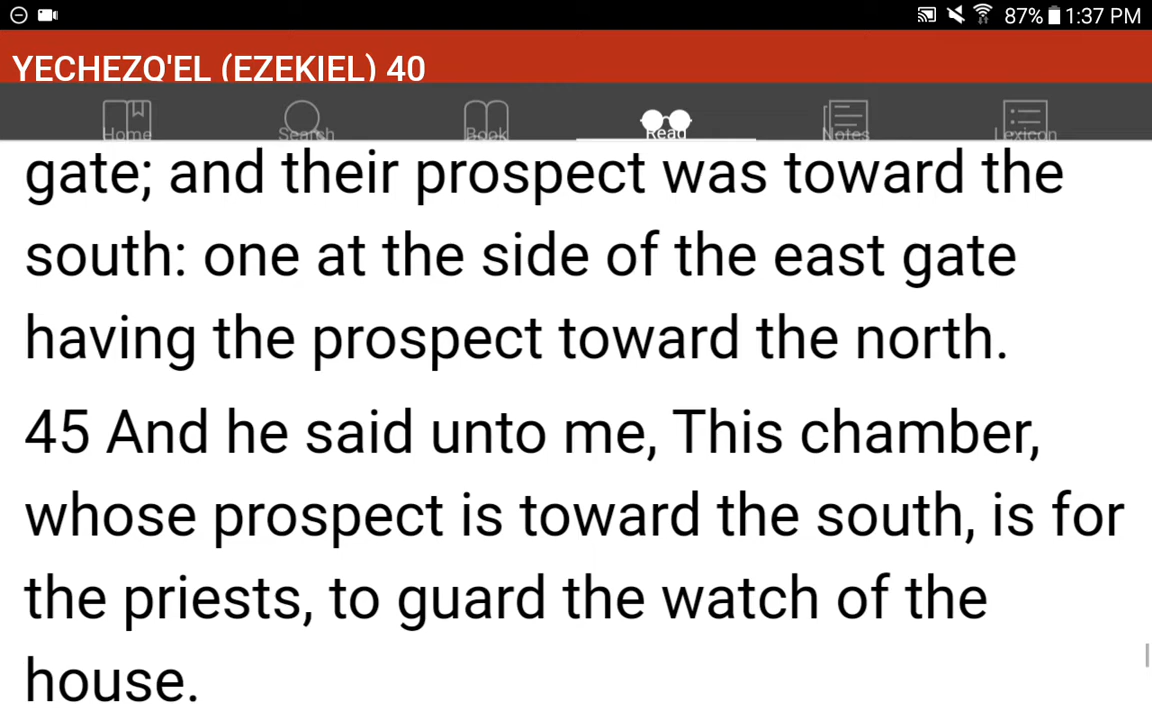 87% 1:37 PM
YECHEZQ'EL (EZEKIEL) 40
Home Search Book Read Notes Lexicon
gate; and their prospect was toward the
south: one at the side of the east gate
having the prospect toward the north.
45 And he said unto me, This chamber,
whose prospect is toward the south, is for
the priests, to guard the watch of the
house.